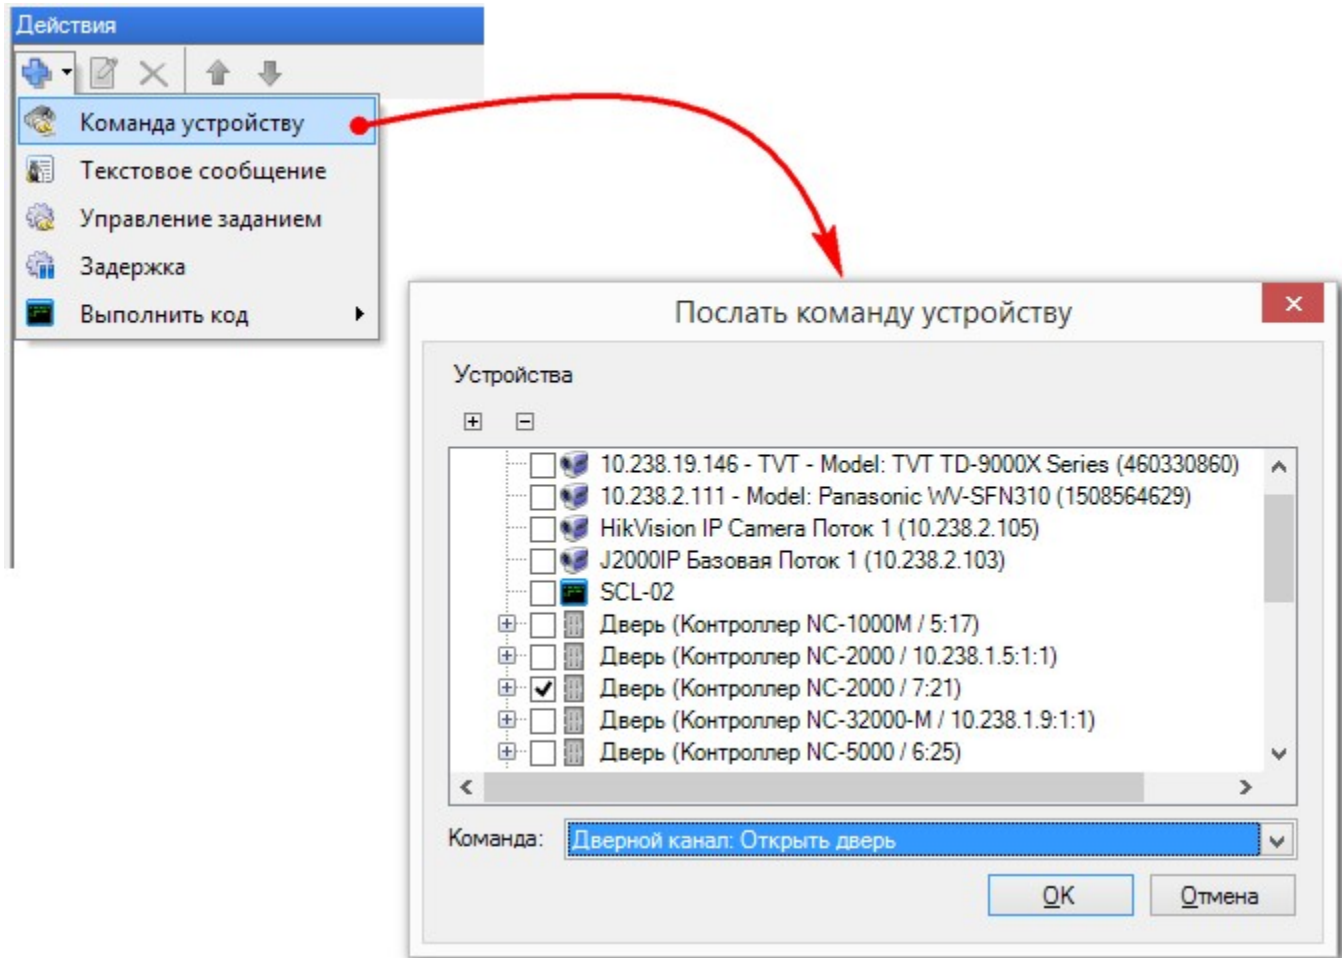 Действия
Команда устройству
Текстовое сообщение
Управление заданием
Задержка
Выполнить код
Послать команду устройству
Устройства
10.238.19.146 - TVT - Model: TVT TD-9000X Series (460330860)
10.238.2.111 - Model: Panasonic WV-SFN310 (1508564629)
HikVision IP Camera Поток 1 (10.238.2.105)
J2000IP Базовая Поток 1 (10.238.2.103)
SCL-02
Дверь (Контроллер NC-1000M / 5:17)
Дверь (Контроллер NC-2000 / 10.238.1.5:1:1)
Дверь (Контроллер NC-2000 / 7:21)
Дверь (Контроллер NC-32000-M / 10.238.1.9:1:1)
Дверь (Контроллер NC-5000 / 6:25)
Команда: Дверной канал: Открыть дверь
OK Отмена